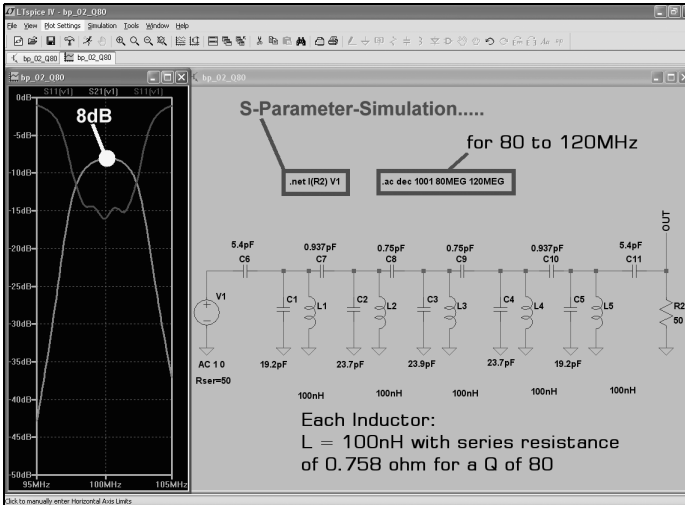 LTspice IV - bp_02_Q80
File View Plot Settings Simulation Tools Window Help
bp_02_Q80 bp_02_Q80
bp_02_Q80
bp_02_Q80
S11(v1) S21(v1) S11(v1)
0dB
8dB
-5dB
-10dB
-15dB
-20dB
-25dB
-30dB
-35dB
-40dB
-45dB
-50dB
95MHz 100MHz 105MHz
S-Parameter-Simulation.....
for 80 to 120MHz
.net I(R2) V1
.ac dec 1001 80MEG 120MEG
OUT
5.4pF 0.937pF 0.75pF 0.75pF 0.937pF 5.4pF
C6 C7 C8 C9 C10 C11
V1 C1 L1 C2 L2 C3 L3 C4 L4 C5 L5 R2
50
AC 1 0 19.2pF 23.7pF 23.9pF 23.7pF 19.2pF
Rser=50
100nH 100nH 100nH 100nH 100nH
Each Inductor:
L = 100nH with series resistance
of 0.758 ohm for a Q of 80
Click to manually enter Horizontal Axis Limits